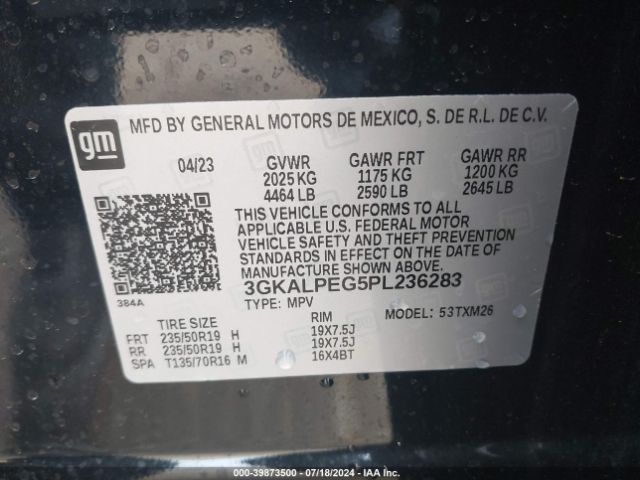 gm
MFD BY GENERAL MOTORS DE MEXICO, S. DE R.L. DE C.V.
04/23 GVWR GAWR FRT GAWR RR
2025 KG 1175 KG 1200 KG
4464 LB 2590 LB 2645 LB
THIS VEHICLE CONFORMS TO ALL
APPLICABLE U.S. FEDERAL MOTOR
VEHICLE SAFETY AND THEFT PREVENTION
STANDARDS IN EFFECT ON THE DATE OF
MANUFACTURE SHOWN ABOVE.
384A
3GKALPEG5PL236283
TYPE: MPV MODEL: 53TXM26
TIRE SIZE RIM
FRT 235/50R19 H 19X7.5J
RR 235/50R19 H 19X7.5J
SPA T135/70R16 M 16X4BT
000-39873500 / 07/18/2024 - IAA Inc.